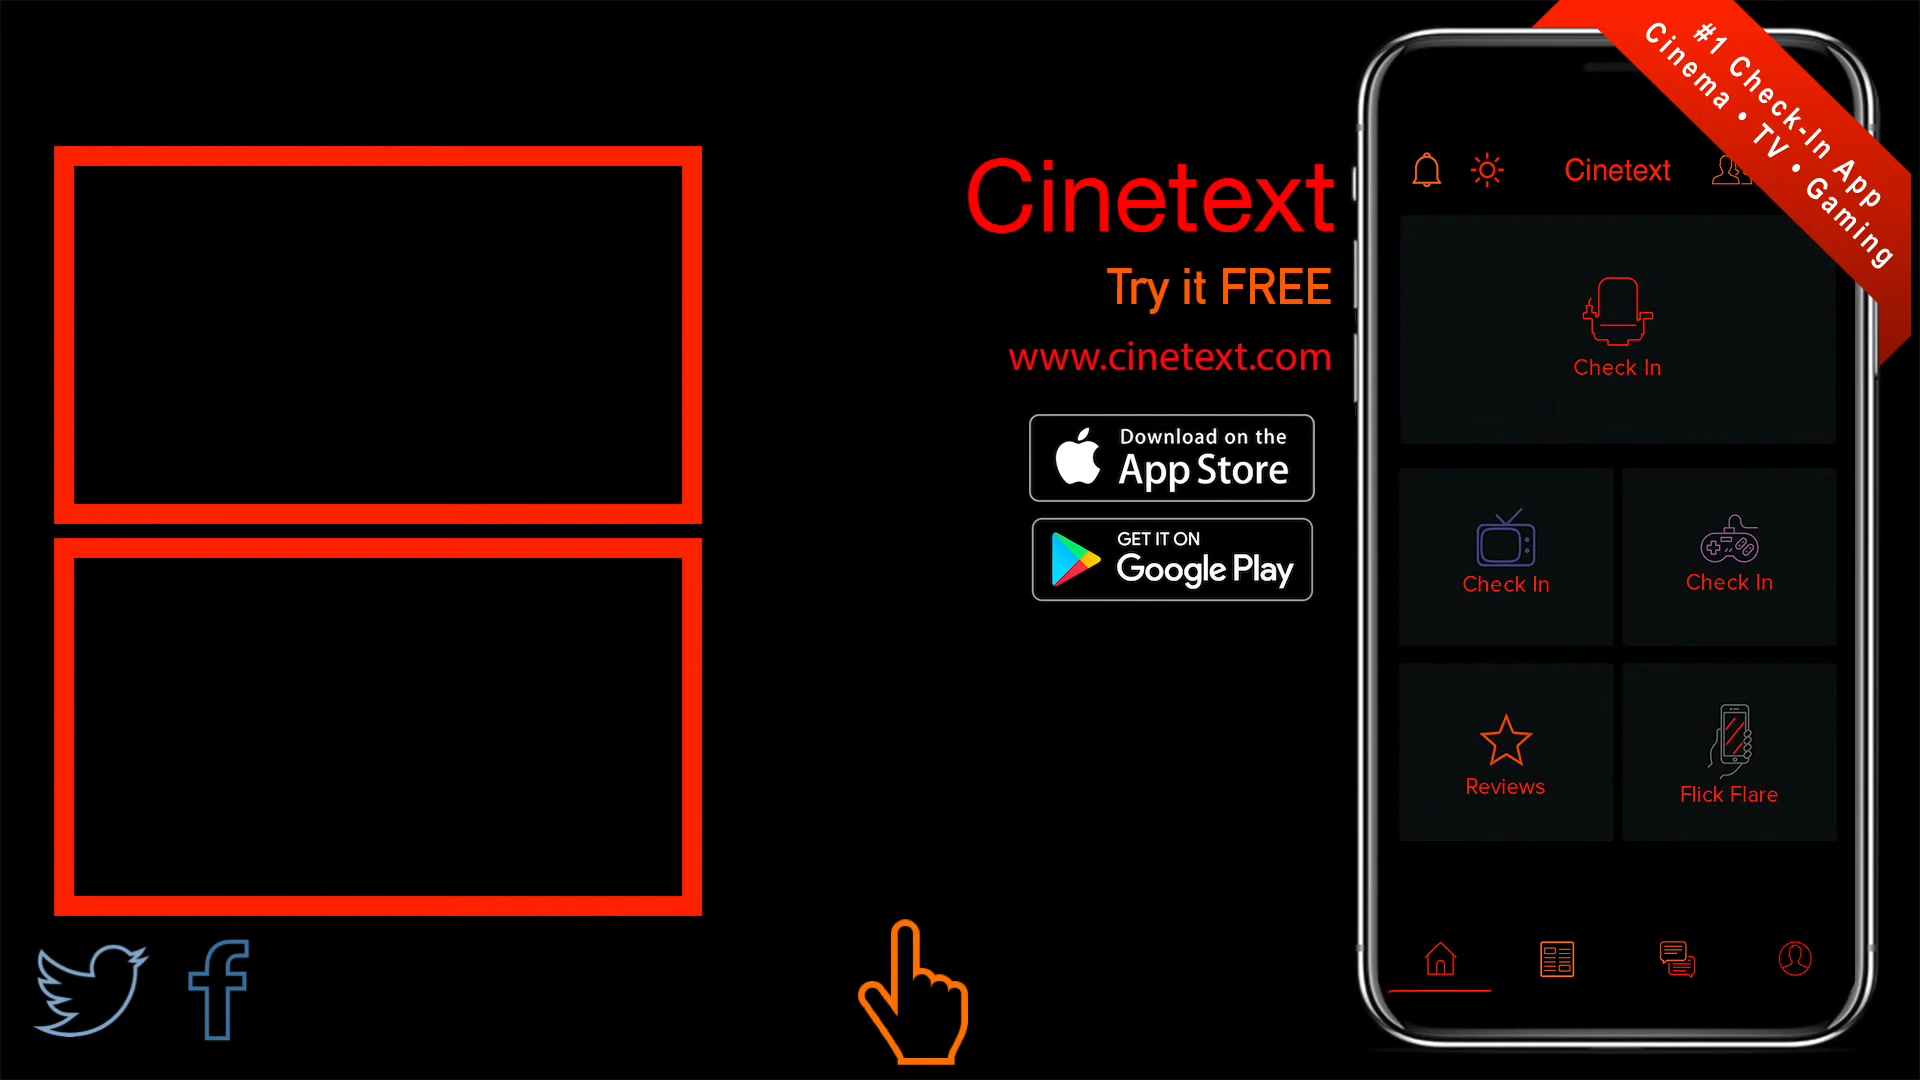 Cinetext
Try it FREE
www.cinetext.com
Download on the
App Store
GET IT ON
Google Play
#1 Check-In App
Cinema • TV • Gaming
Cinetext
Check In
Check In
Check In
Reviews
Flick Flare